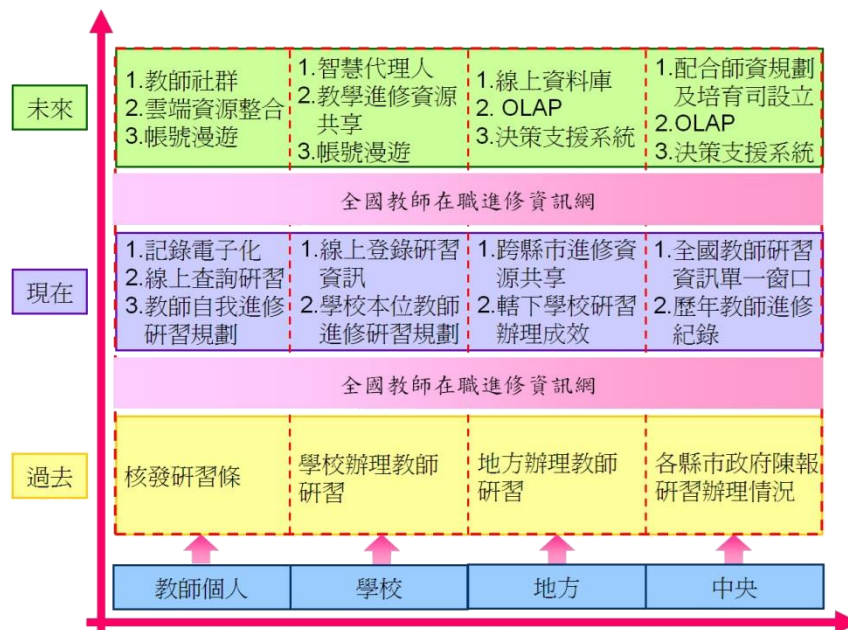 未來
1.教師社群
2.雲端資源整合
3.帳號漫遊
1.智慧代理人
2.教學進修資源
共享
3.帳號漫遊
1.線上資料庫
2. OLAP
3.決策支援系統
1.配合師資規劃
及培育司設立
2.OLAP
3.決策支援系統
全國教師在職進修資訊網
現在
1.記錄電子化
2.線上查詢研習
3.教師自我進修
研習規劃
1.線上登錄研習
資訊
2.學校本位教師
進修研習規劃
1.跨縣市進修資
源共享
2.轄下學校研習
辦理成效
1.全國教師研習
資訊單一窗口
2.歷年教師進修
紀錄
全國教師在職進修資訊網
過去
核發研習條
學校辦理教師
研習
地方辦理教師
研習
各縣市政府陳報
研習辦理情況
教師個人
學校
地方
中央